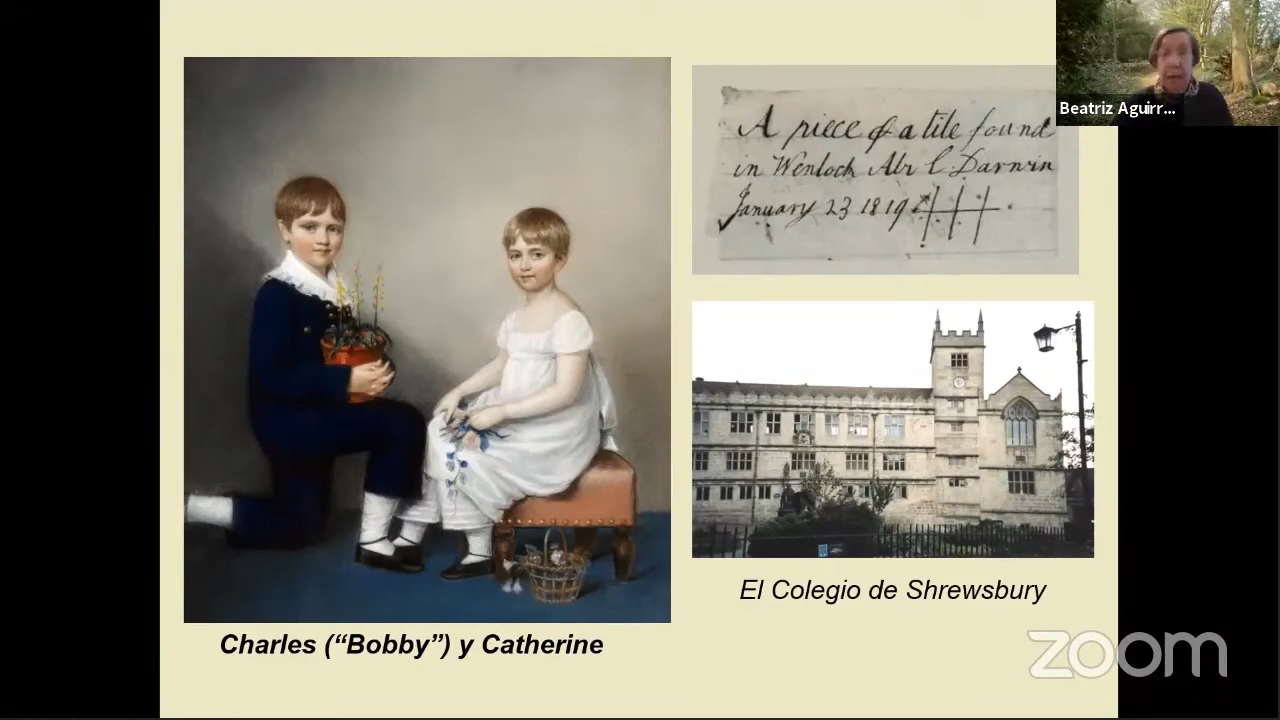 A piece of a tile found
in Wenlock Abr C. Darwin
January 23 1819
Beatriz Aguirr...
El Colegio de Shrewsbury
Charles (“Bobby”) y Catherine
zoom